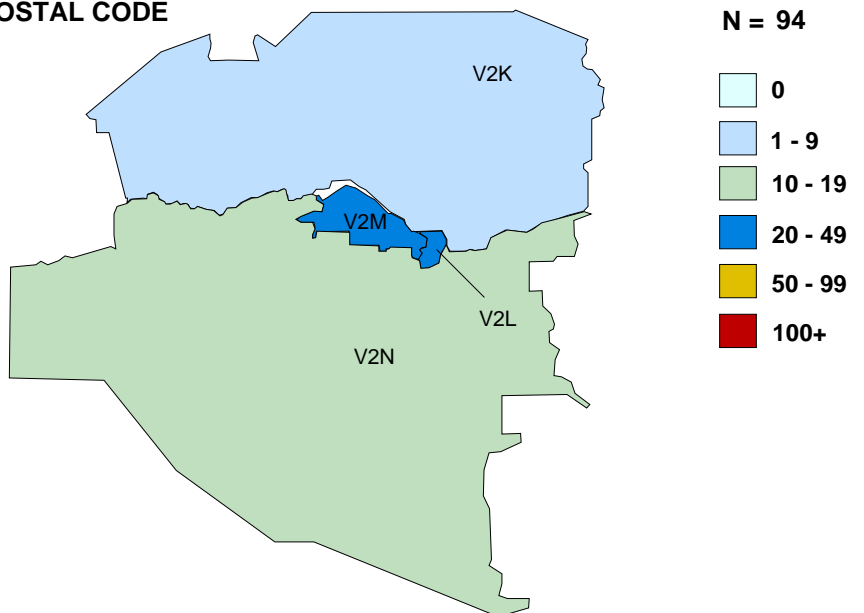 OSTAL CODE
N = 94
V2K
0
1 - 9
10 - 19
V2M
20 - 49
50 - 99
V2L
100+
V2N